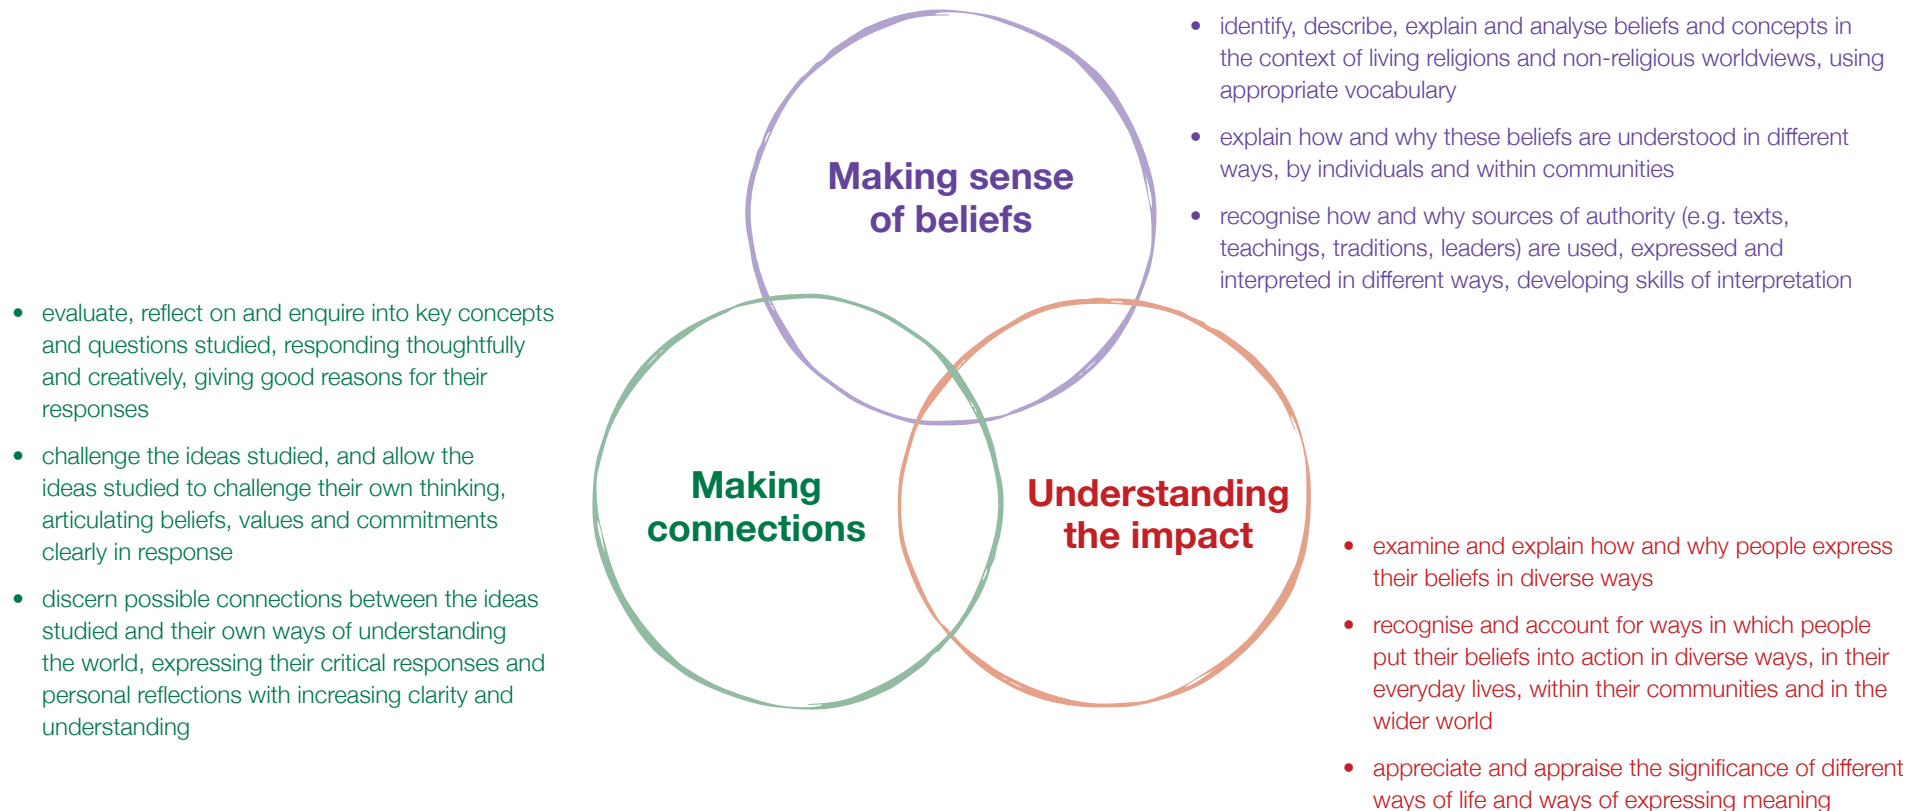 • identify, describe, explain and analyse beliefs and concepts in
the context of living religions and non-religious worldviews, using
appropriate vocabulary
• explain how and why these beliefs are understood in different
ways, by individuals and within communities
• recognise how and why sources of authority (e.g. texts,
teachings, traditions, leaders) are used, expressed and
interpreted in different ways, developing skills of interpretation
Making sense
of beliefs
• evaluate, reflect on and enquire into key concepts
and questions studied, responding thoughtfully
and creatively, giving good reasons for their
responses
• challenge the ideas studied, and allow the
ideas studied to challenge their own thinking,
articulating beliefs, values and commitments
clearly in response
• discern possible connections between the ideas
studied and their own ways of understanding
the world, expressing their critical responses and
personal reflections with increasing clarity and
understanding
Making
connections
Understanding
the impact
• examine and explain how and why people express
their beliefs in diverse ways
• recognise and account for ways in which people
put their beliefs into action in diverse ways, in their
everyday lives, within their communities and in the
wider world
• appreciate and appraise the significance of different
ways of life and ways of expressing meaning